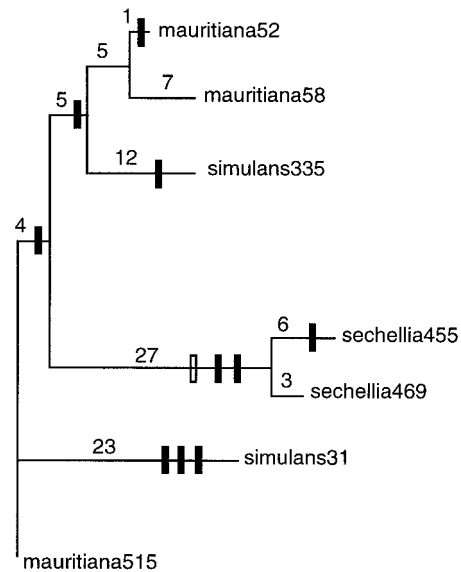 1
mauritiana52
5
7
mauritiana58
5
12
simulans335
4
6
sechellia455
27
3
sechellia469
23
simulans31
mauritiana515